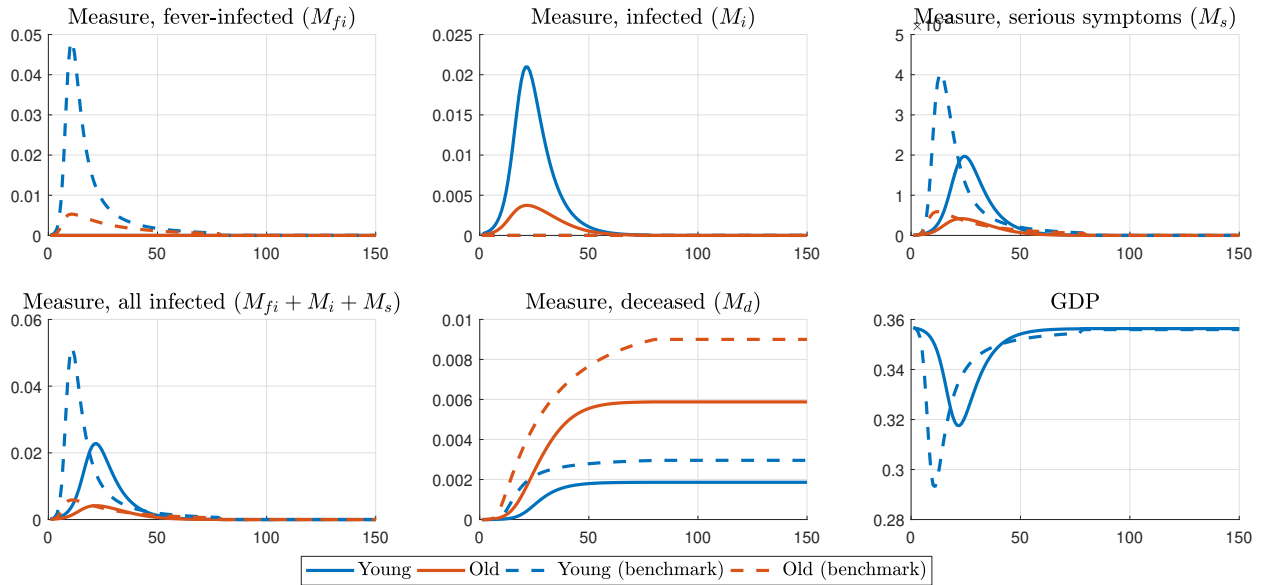 Measure, fever-infected (M_fi)
0.05
0.04
0.03
0.02
0.01
0
0 50 100 150
Measure, infected (M_i)
0.025
0.02
0.015
0.01
0.005
0
0 50 100 150
Measure, serious symptoms (M_s)
5
4
3
2
1
0
0 50 100 150
Measure, all infected (M_fi + M_i + M_s)
0.06
0.04
0.02
0
0 50 100 150
Measure, deceased (M_d)
0.01
0.008
0.006
0.004
0.002
0
0 50 100 150
GDP
0.36
0.34
0.32
0.3
0.28
0 50 100 150
Young Old Young (benchmark) Old (benchmark)